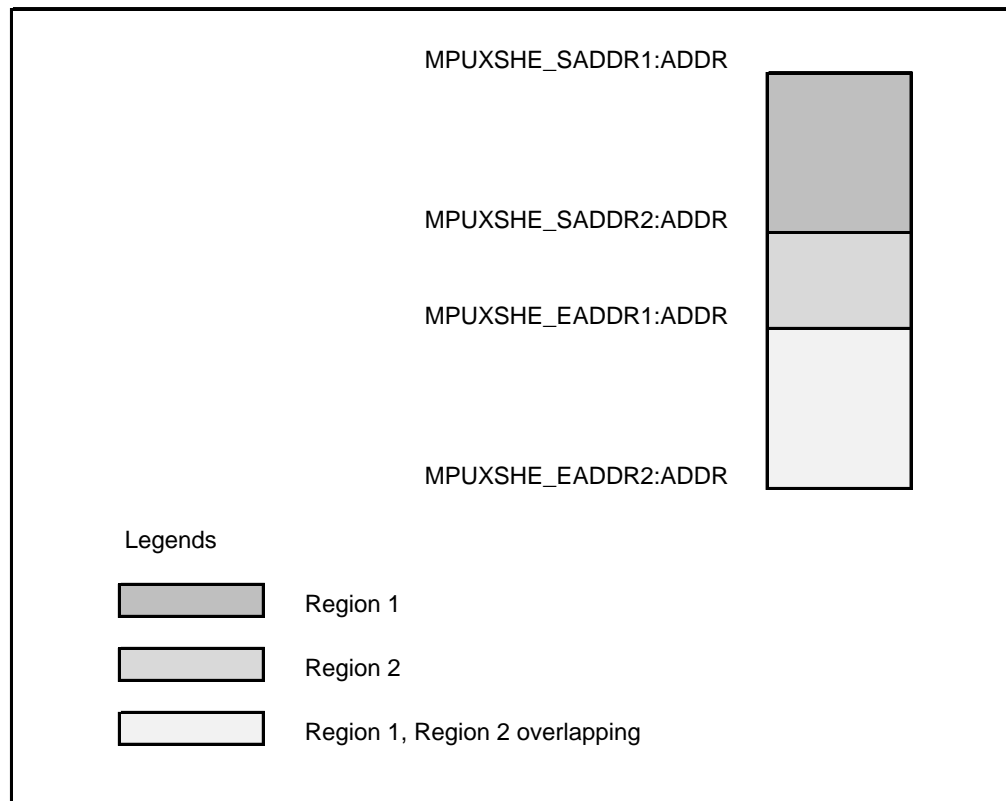 MPUXSHE_SADDR1:ADDR
MPUXSHE_SADDR2:ADDR
MPUXSHE_EADDR1:ADDR
MPUXSHE_EADDR2:ADDR
Legends
Region 1
Region 2
Region 1, Region 2 overlapping